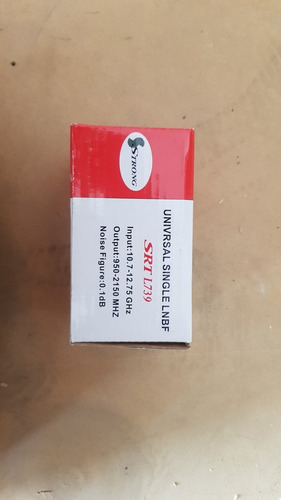 STRONG
UNIVRSAL SINGLE LNBF
SRT L739
Input:10.7-12.75 GHz
Output:950-2150 MHZ
Noise Figure:0.1dB